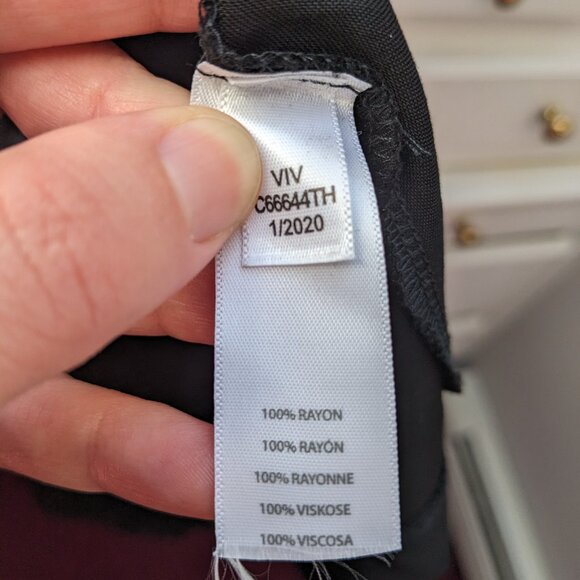 VIV
C66644TH
1/2020
100% RAYON
100% RAYÓN
100% RAYONNE
100% VISKOSE
100% VISCOSA